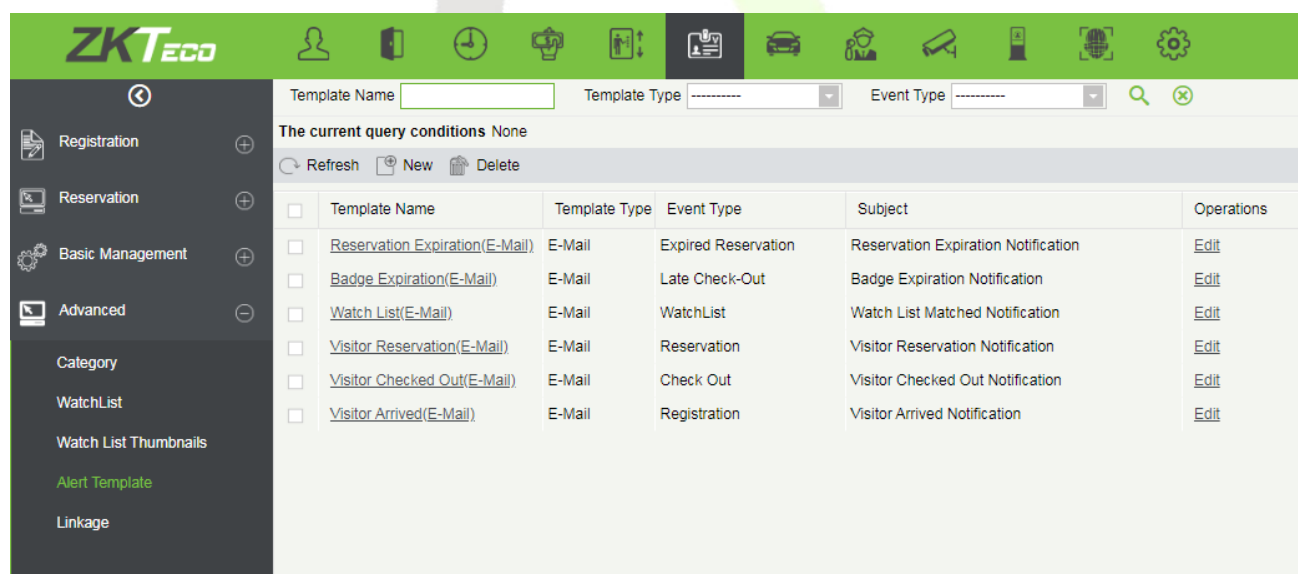 ZKTECO
Template Name Template Type ---------- Event Type ----------
The current query conditions None
Refresh New Delete
Registration
Reservation
Basic Management
Advanced
Category
WatchList
Watch List Thumbnails
Alert Template
Linkage
Template Name Template Type Event Type Subject Operations
Reservation Expiration(E-Mail) E-Mail Expired Reservation Reservation Expiration Notification Edit
Badge Expiration(E-Mail) E-Mail Late Check-Out Badge Expiration Notification Edit
Watch List(E-Mail) E-Mail WatchList Watch List Matched Notification Edit
Visitor Reservation(E-Mail) E-Mail Reservation Visitor Reservation Notification Edit
Visitor Checked Out(E-Mail) E-Mail Check Out Visitor Checked Out Notification Edit
Visitor Arrived(E-Mail) E-Mail Registration Visitor Arrived Notification Edit